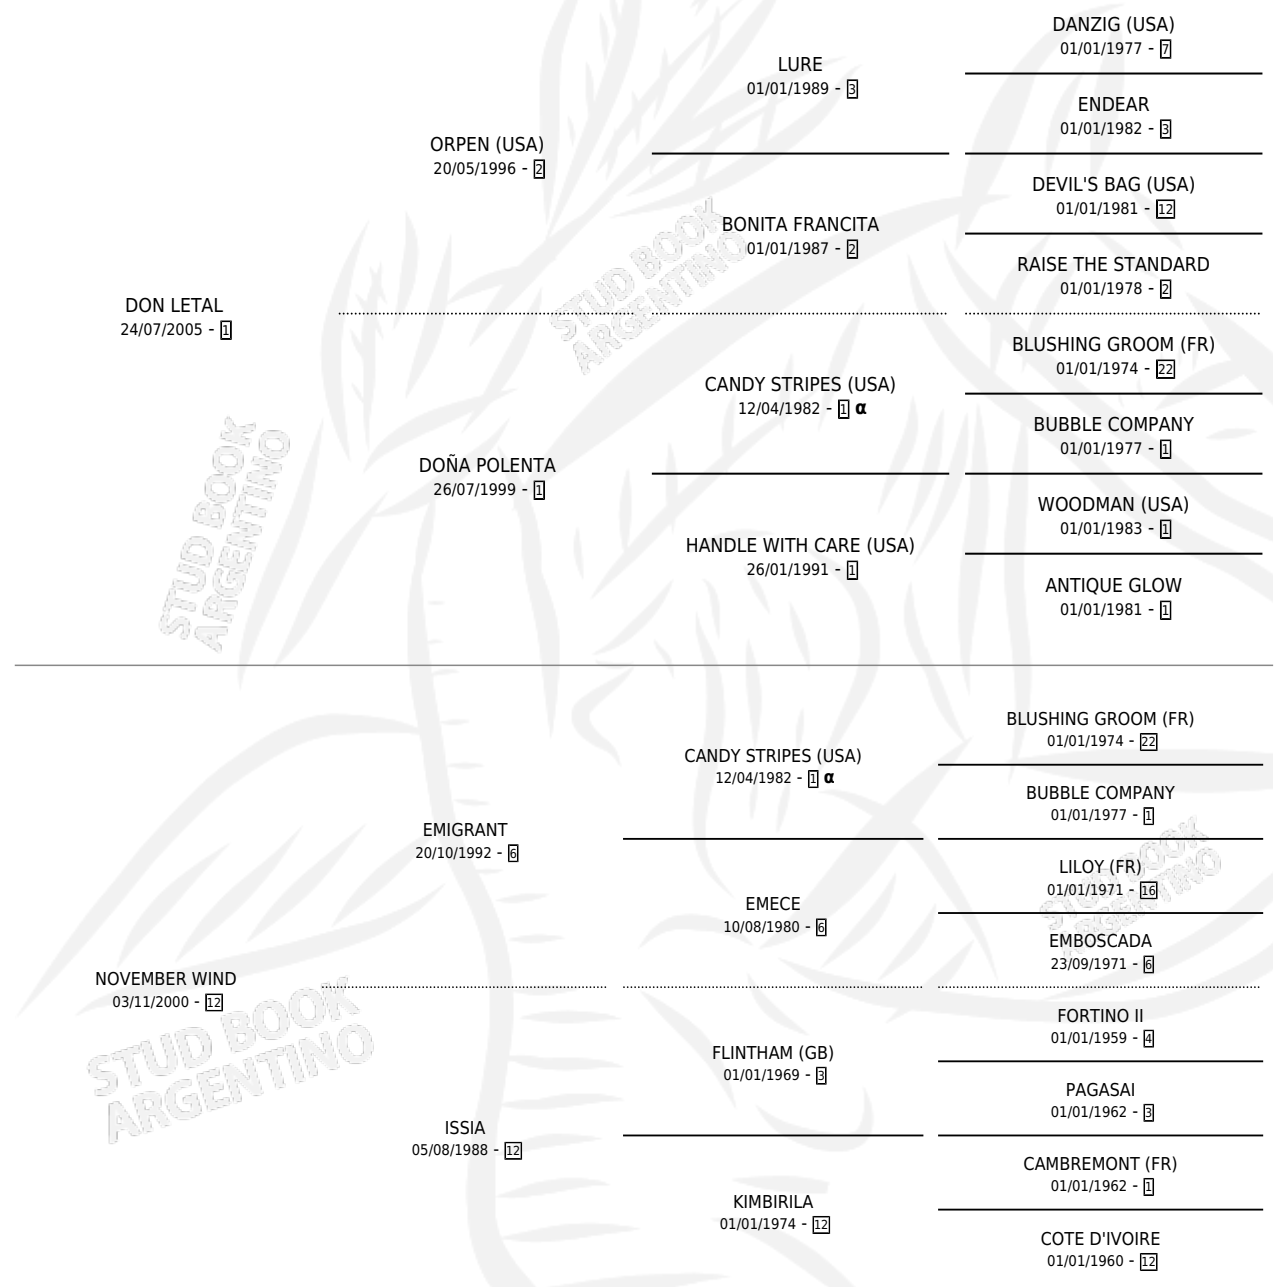 DON LETAL
24/07/2005 - 1
ORPEN (USA)
20/05/1996 - 2
DOÑA POLENTA
26/07/1999 - 1
LURE
01/01/1989 - 3
BONITA FRANCITA
01/01/1987 - 2
CANDY STRIPES (USA)
12/04/1982 - 1 α
HANDLE WITH CARE (USA)
26/01/1991 - 1
DANZIG (USA)
01/01/1977 - 7
ENDEAR
01/01/1982 - 3
DEVIL'S BAG (USA)
01/01/1981 - 12
RAISE THE STANDARD
01/01/1978 - 2
BLUSHING GROOM (FR)
01/01/1974 - 22
BUBBLE COMPANY
01/01/1977 - 1
WOODMAN (USA)
01/01/1983 - 1
ANTIQUE GLOW
01/01/1981 - 1
STUD BOOK
ARGENTINO
STUD BOOK
ARGENTINO
NOVEMBER WIND
03/11/2000 - 12
EMIGRANT
20/10/1992 - 6
ISSIA
05/08/1988 - 12
CANDY STRIPES (USA)
12/04/1982 - 1 α
EMECE
10/08/1980 - 6
FLINTHAM (GB)
01/01/1969 - 3
KIMBIRILA
01/01/1974 - 12
BLUSHING GROOM (FR)
01/01/1974 - 22
BUBBLE COMPANY
01/01/1977 - 1
LILOY (FR)
01/01/1971 - 16
EMBOSCADA
23/09/1971 - 6
FORTINO II
01/01/1959 - 4
PAGASAI
01/01/1962 - 3
CAMBREMONT (FR)
01/01/1962 - 1
COTE D'IVOIRE
01/01/1960 - 12
STUD BOOK
ARGENTINO
STUD BOOK
ARGENTINO